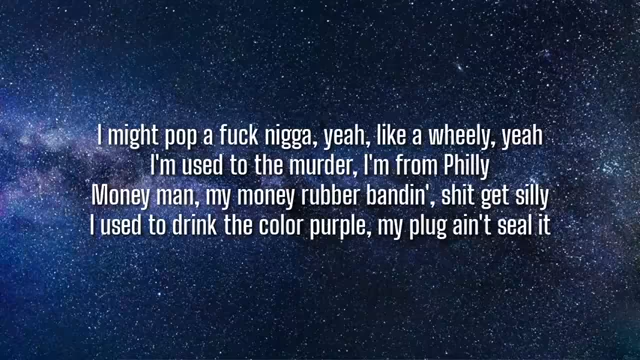 I might pop a fuck nigga, yeah, like a wheely, yeah
I'm used to the murder, I'm from Philly
Money man, my money rubber bandin', shit get silly
I used to drink the color purple, my plug ain't seal it